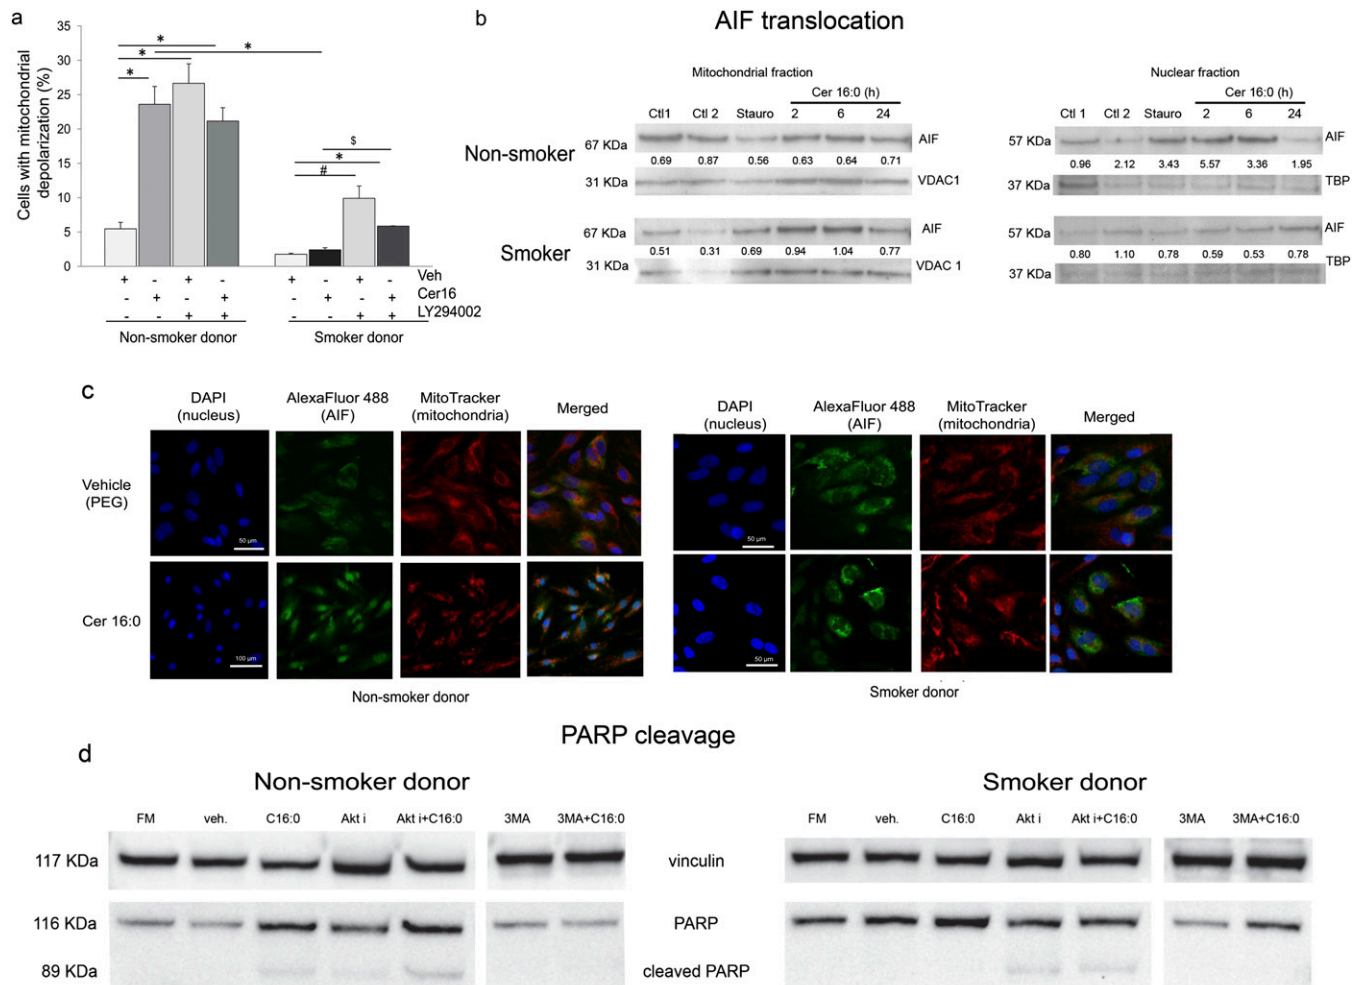 a
Cells with mitochondrial
depolarization (%)
35
30
25
20
15
10
5
0
* * * * # * $
+ - + - + - + - Veh
- + - + - + - + Cer16
- - + + - - + + LY294002
Non-smoker donor Smoker donor
b
AIF translocation
Mitochondrial fraction
Cer 16:0 (h)
Ctl1 Ctl 2 Stauro 2 6 24
Non-smoker
67 KDa AIF
0.69 0.87 0.56 0.63 0.64 0.71
31 KDa VDAC1
Smoker
67 KDa AIF
0.51 0.31 0.69 0.94 1.04 0.77
31 KDa VDAC 1
Nuclear fraction
Cer 16:0 (h)
Ctl 1 Ctl 2 Stauro 2 6 24
57 KDa AIF
0.96 2.12 3.43 5.57 3.36 1.95
37 KDa TBP
57 KDa AIF
0.80 1.10 0.78 0.59 0.53 0.78
37 KDa TBP
c
DAPI
(nucleus)
AlexaFluor 488
(AIF)
MitoTracker
(mitochondria)
Merged
DAPI
(nucleus)
AlexaFluor 488
(AIF)
MitoTracker
(mitochondria)
Merged
Vehicle
(PEG)
50 µm
50 µm
Cer 16:0
100 µm
50 µm
Non-smoker donor
Smoker donor
d
PARP cleavage
Non-smoker donor
Smoker donor
FM veh. C16:0 Akt i Akt i+C16:0 3MA 3MA+C16:0
FM veh. C16:0 Akt i Akt i+C16:0 3MA 3MA+C16:0
117 KDa vinculin
116 KDa PARP
89 KDa cleaved PARP